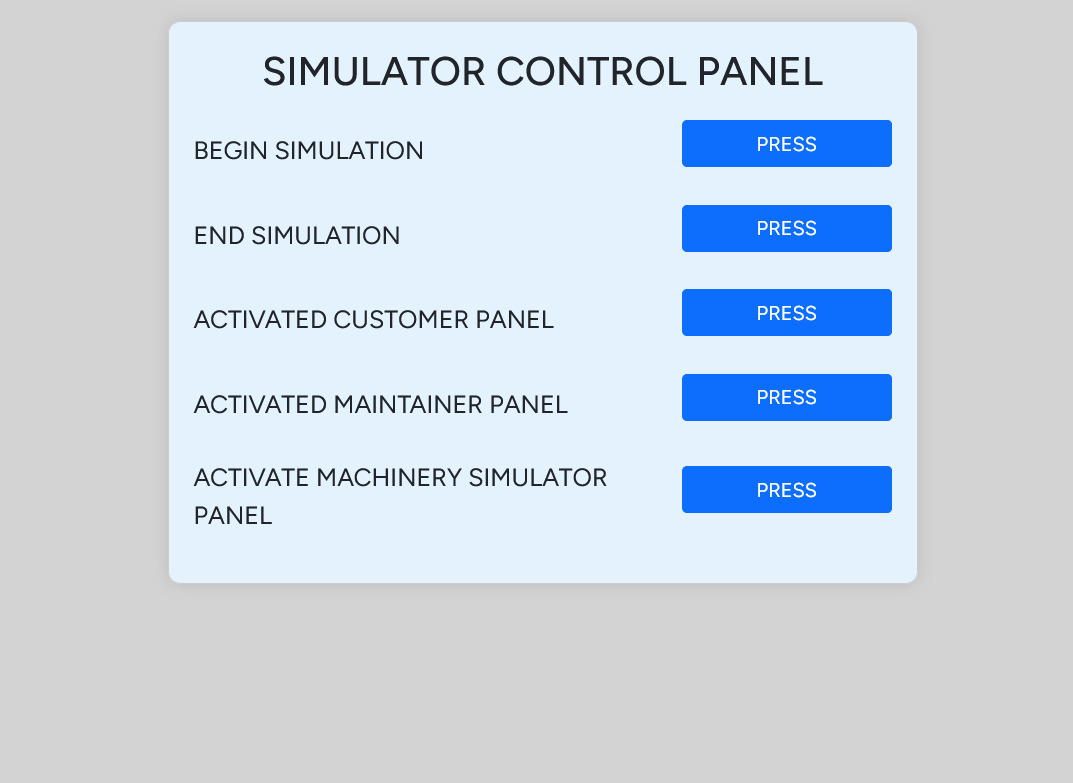 SIMULATOR CONTROL PANEL
BEGIN SIMULATION PRESS
END SIMULATION PRESS
ACTIVATED CUSTOMER PANEL PRESS
ACTIVATED MAINTAINER PANEL PRESS
ACTIVATE MACHINERY SIMULATOR
PANEL
PRESS